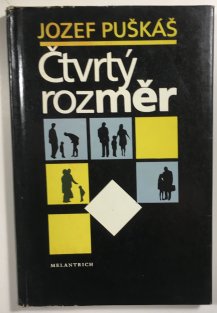 JOZEF PUŠKÁŠ
Čtvrtý
rozměr
MELANTRICH